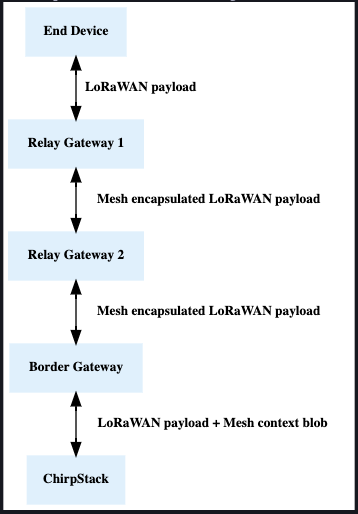 End Device
LoRaWAN payload
Relay Gateway 1
Mesh encapsulated LoRaWAN payload
Relay Gateway 2
Mesh encapsulated LoRaWAN payload
Border Gateway
LoRaWAN payload + Mesh context blob
ChirpStack